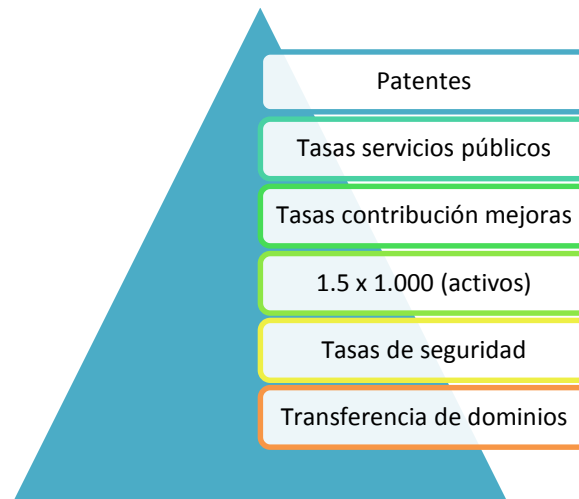 Patentes
Tasas servicios públicos
Tasas contribución mejoras
1.5 x 1.000 (activos)
Tasas de seguridad
Transferencia de dominios